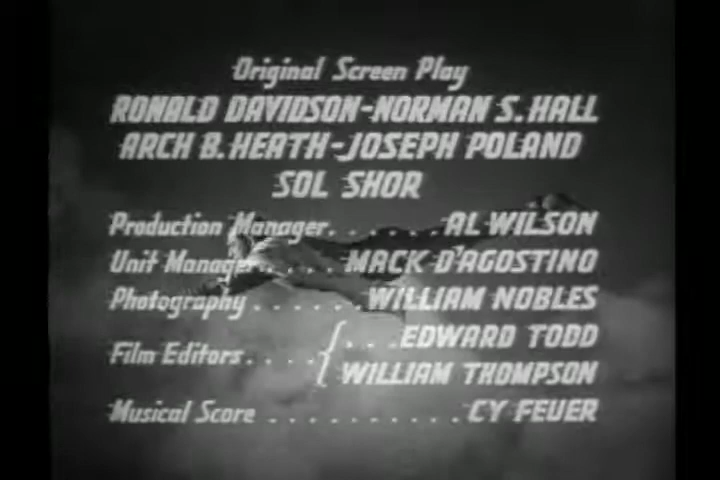 Original Screen Play
RONALD DAVIDSON-NORMAN S. HALL
ARCH B. HEATH-JOSEPH POLAND
SOL SHOR
Production Manager. . . . . . AL WILSON
Unit Manager. . . . . MACK D'AGOSTINO
Photography . . . . . . WILLIAM NOBLES
Film Editors. . . . { . . . EDWARD TODD
WILLIAM THOMPSON
Musical Score . . . . . . . . . . CY FEUER